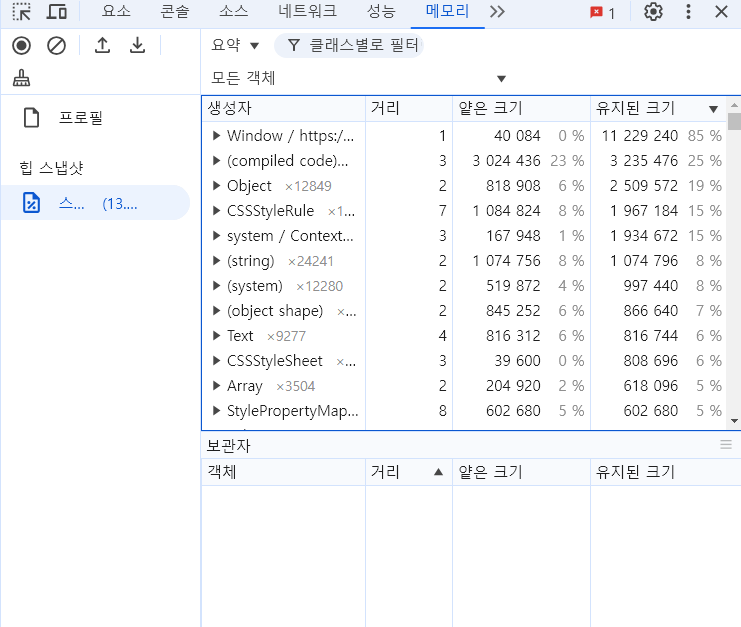 요소 콘솔 소스 네트워크 성능 메모리 1
요약 클래스별로 필터
모든 객체
프로필
힙 스냅샷
스... (13....
생성자 거리 얕은 크기 유지된 크기
Window / https:/... 1 40 084 0 % 11 229 240 85 %
(compiled code)... 3 3 024 436 23 % 3 235 476 25 %
Object ×12849 2 818 908 6 % 2 509 572 19 %
CSSStyleRule ×1... 7 1 084 824 8 % 1 967 184 15 %
system / Context... 3 167 948 1 % 1 934 672 15 %
(string) ×24241 2 1 074 756 8 % 1 074 796 8 %
(system) ×12280 2 519 872 4 % 997 440 8 %
(object shape) ×... 2 845 252 6 % 866 640 7 %
Text ×9277 4 816 312 6 % 816 744 6 %
CSSStyleSheet ×... 3 39 600 0 % 808 696 6 %
Array ×3504 2 204 920 2 % 618 096 5 %
StylePropertyMap... 8 602 680 5 % 602 680 5 %
보관자
객체 거리 얕은 크기 유지된 크기